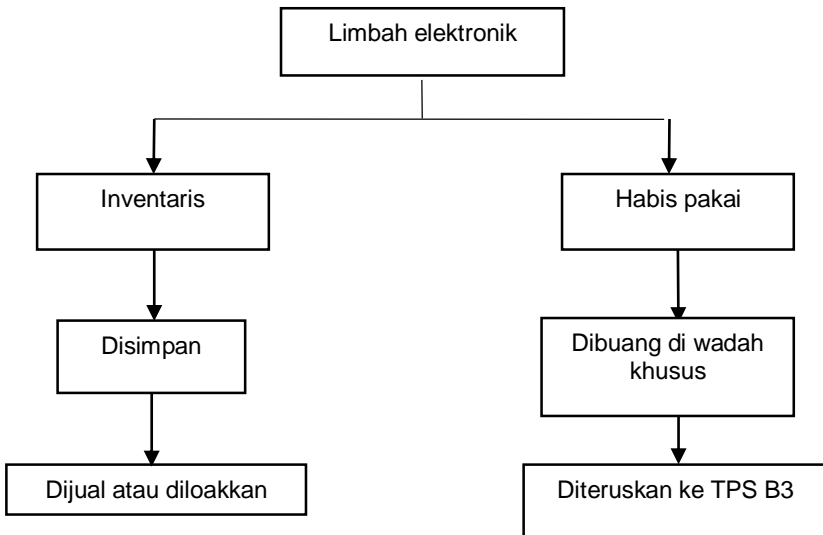 Limbah elektronik
Inventaris
Habis pakai
Disimpan
Dibuang di wadah
khusus
Dijual atau diloakkan
Diteruskan ke TPS B3